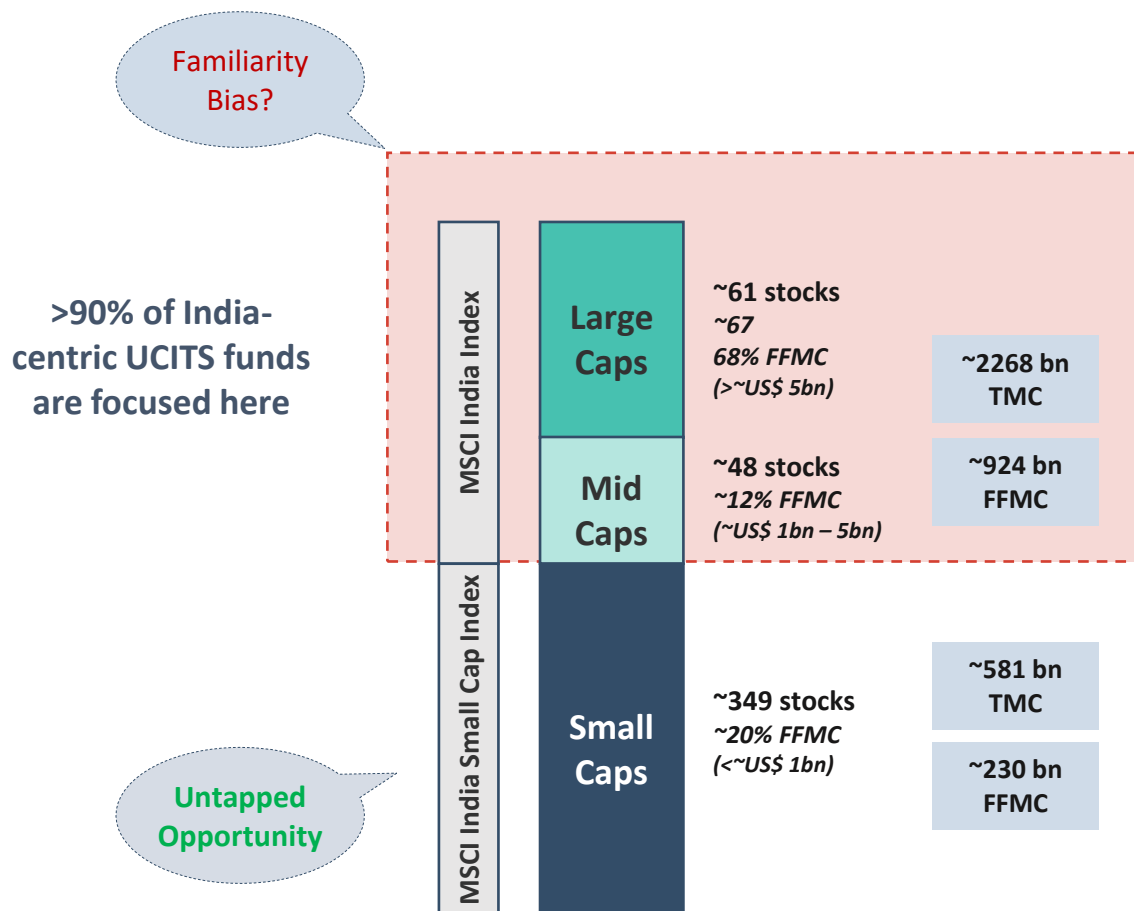 Familiarity
Bias?
>90% of India-
centric UCITS funds
are focused here
MSCI India Index
Large
Caps
~61 stocks
~67
68% FFMC
(>~US$ 5bn)
~2268 bn
TMC
Mid
Caps
~48 stocks
~12% FFMC
(~US$ 1bn – 5bn)
~924 bn
FFMC
MSCI India Small Cap Index
Small
Caps
~349 stocks
~20% FFMC
(<~US$ 1bn)
~581 bn
TMC
~230 bn
FFMC
Untapped
Opportunity